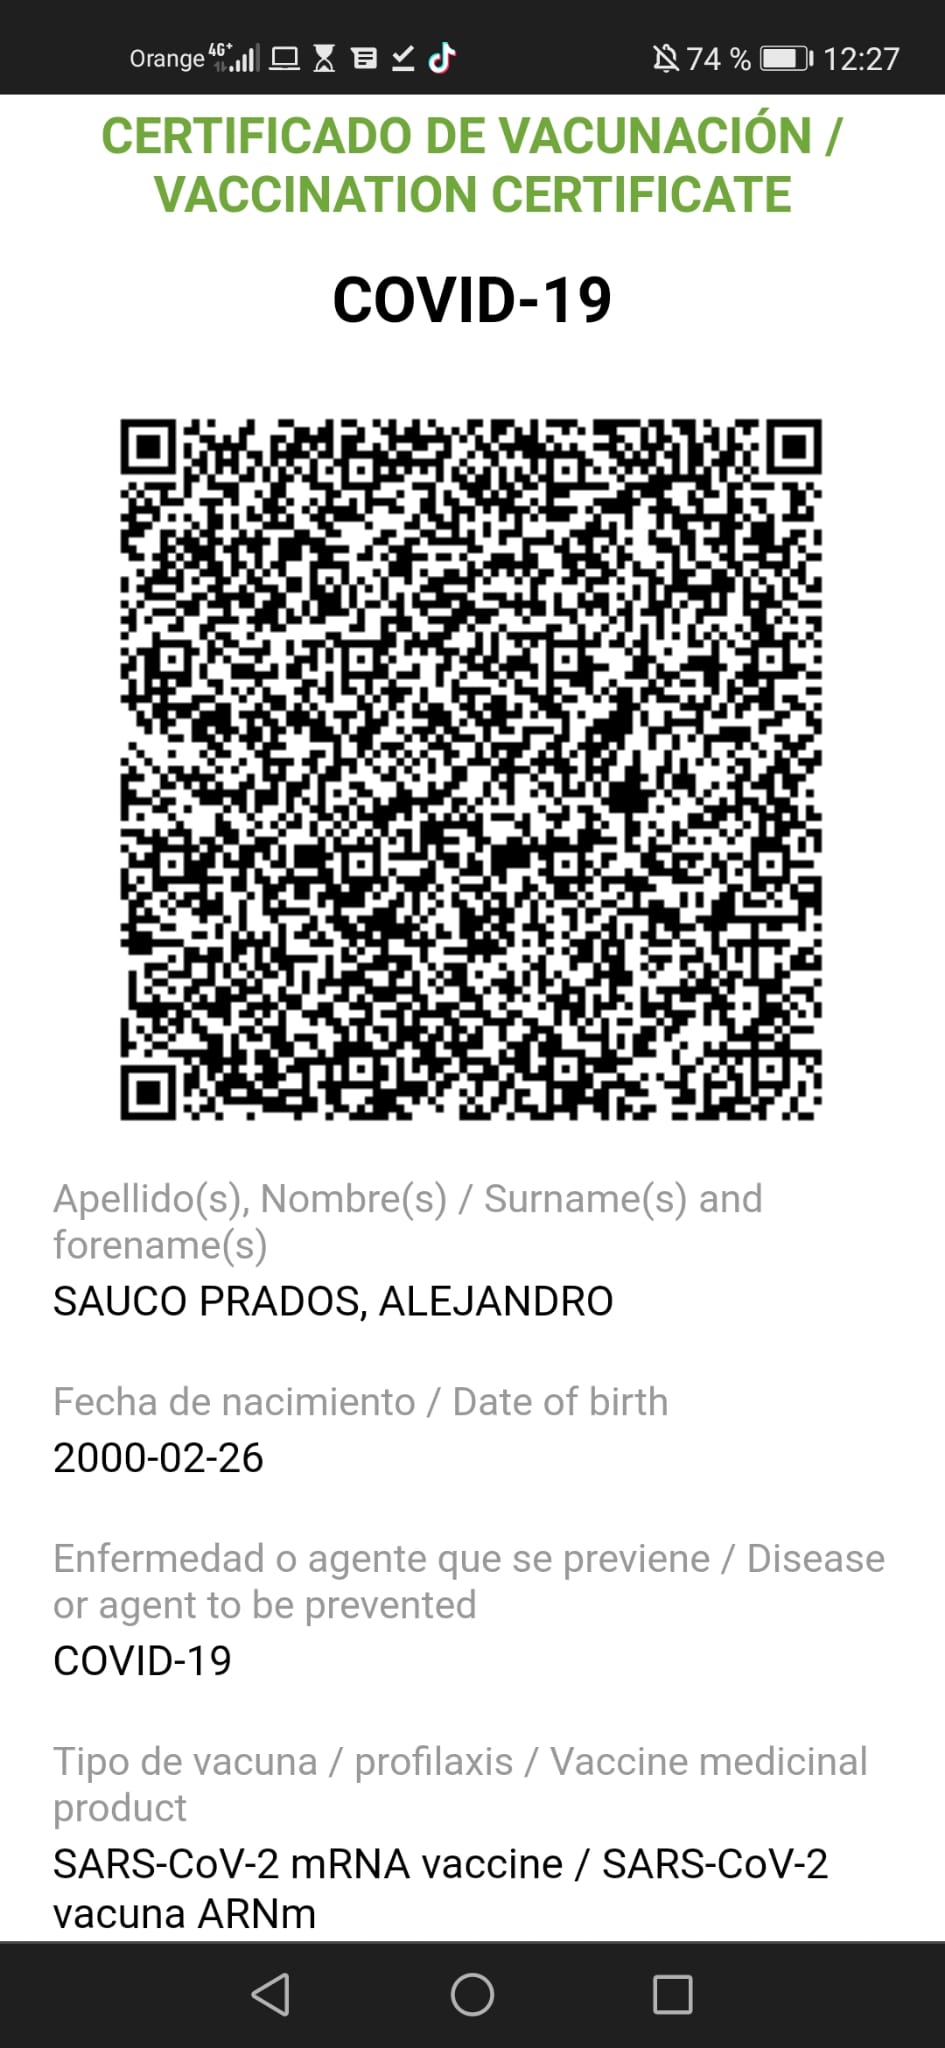 Orange 4G+ 74 % 12:27
CERTIFICADO DE VACUNACIÓN /
VACCINATION CERTIFICATE
COVID-19
Apellido(s), Nombre(s) / Surname(s) and
forename(s)
SAUCO PRADOS, ALEJANDRO
Fecha de nacimiento / Date of birth
2000-02-26
Enfermedad o agente que se previene / Disease
or agent to be prevented
COVID-19
Tipo de vacuna / profilaxis / Vaccine medicinal
product
SARS-CoV-2 mRNA vaccine / SARS-CoV-2
vacuna ARNm